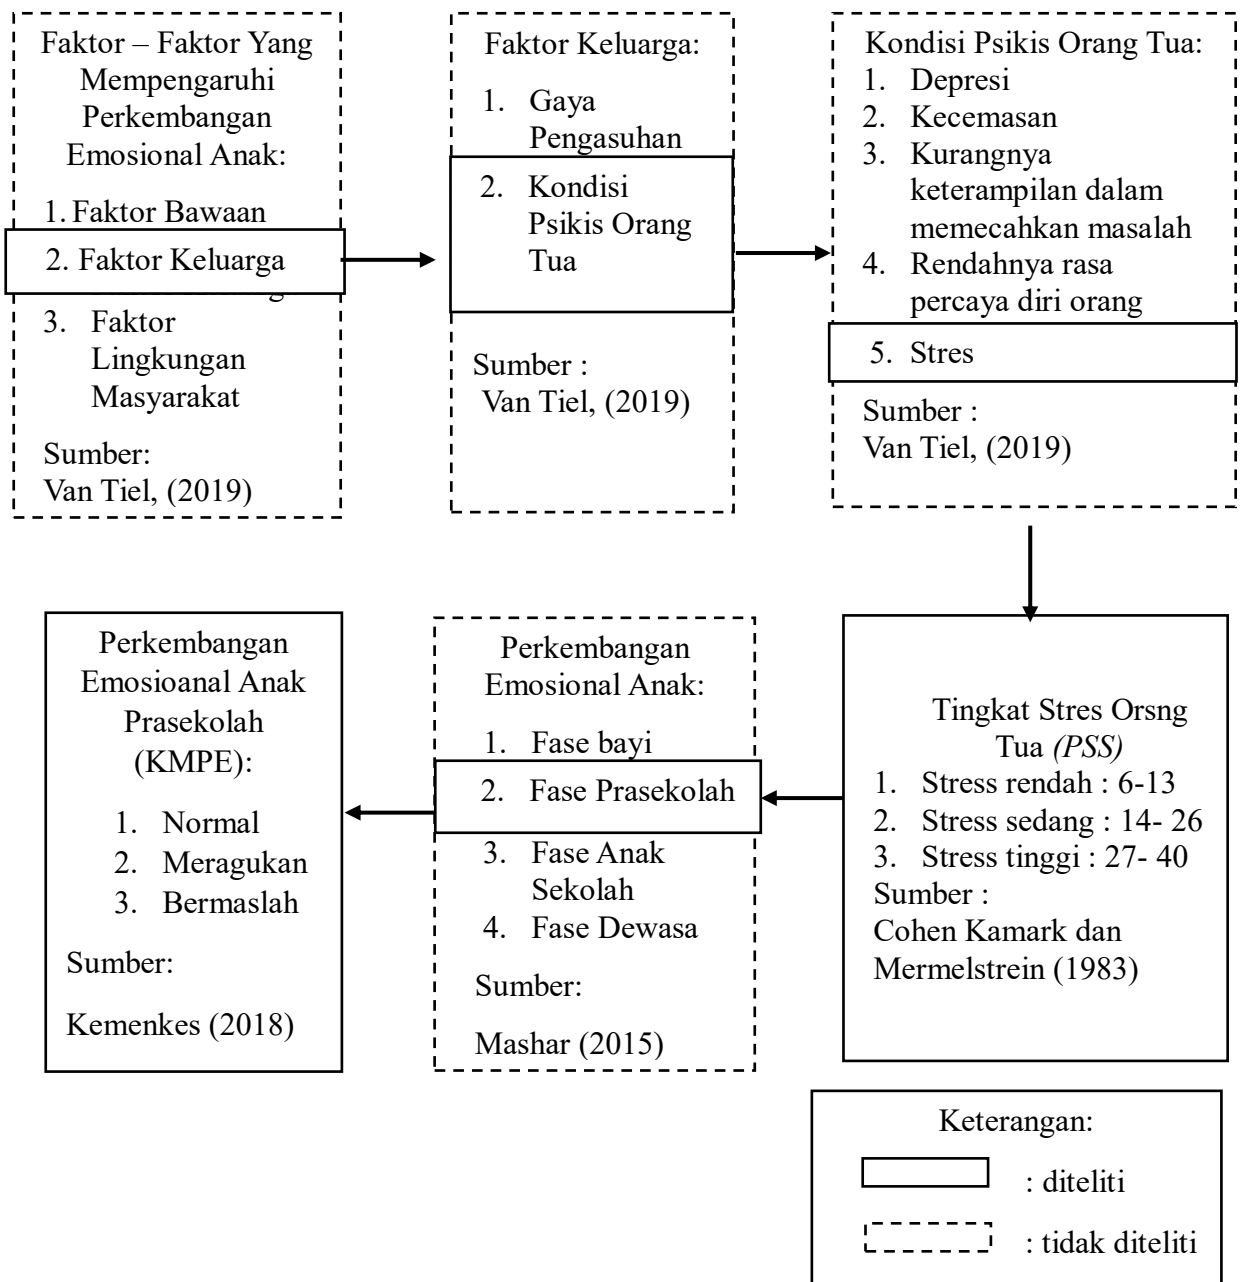 Faktor – Faktor Yang
Mempengaruhi
Perkembangan
Emosional Anak:
1. Faktor Bawaan
2. Faktor Keluarga
3. Faktor
Lingkungan
Masyarakat
Sumber:
Van Tiel, (2019)
Faktor Keluarga:
1. Gaya
Pengasuhan
2. Kondisi
Psikis Orang
Tua
Sumber :
Van Tiel, (2019)
Kondisi Psikis Orang Tua:
1. Depresi
2. Kecemasan
3. Kurangnya
keterampilan dalam
memecahkan masalah
4. Rendahnya rasa
percaya diri orang
5. Stres
Sumber :
Van Tiel, (2019)
Perkembangan
Emosioanal Anak
Prasekolah
(KMPE):
1. Normal
2. Meragukan
3. Bermaslah
Sumber:
Kemenkes (2018)
Perkembangan
Emosional Anak:
1. Fase bayi
2. Fase Prasekolah
3. Fase Anak
Sekolah
4. Fase Dewasa
Sumber:
Mashar (2015)
Tingkat Stres Orsng
Tua (PSS)
1. Stress rendah : 6-13
2. Stress sedang : 14- 26
3. Stress tinggi : 27- 40
Sumber :
Cohen Kamark dan
Mermelstrein (1983)
Keterangan:
: diteliti
: tidak diteliti